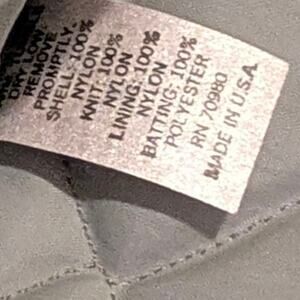 DRY LOW.
REMOVE
PROMPTLY.
SHELL: 100%
NYLON
KNIT: 100%
NYLON
LINING: 100%
NYLON
BATTING: 100%
POLYESTER
RN 70980
MADE IN U.S.A.